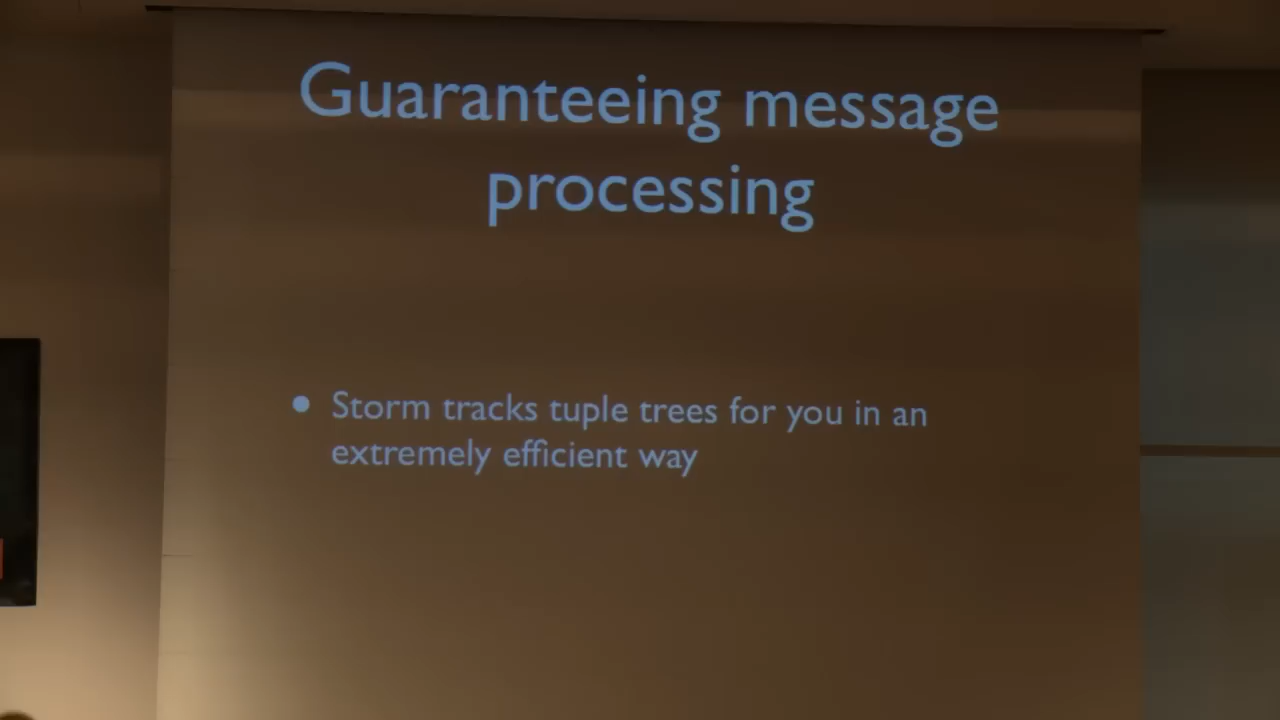 Guaranteeing message
processing
• Storm tracks tuple trees for you in an
extremely efficient way